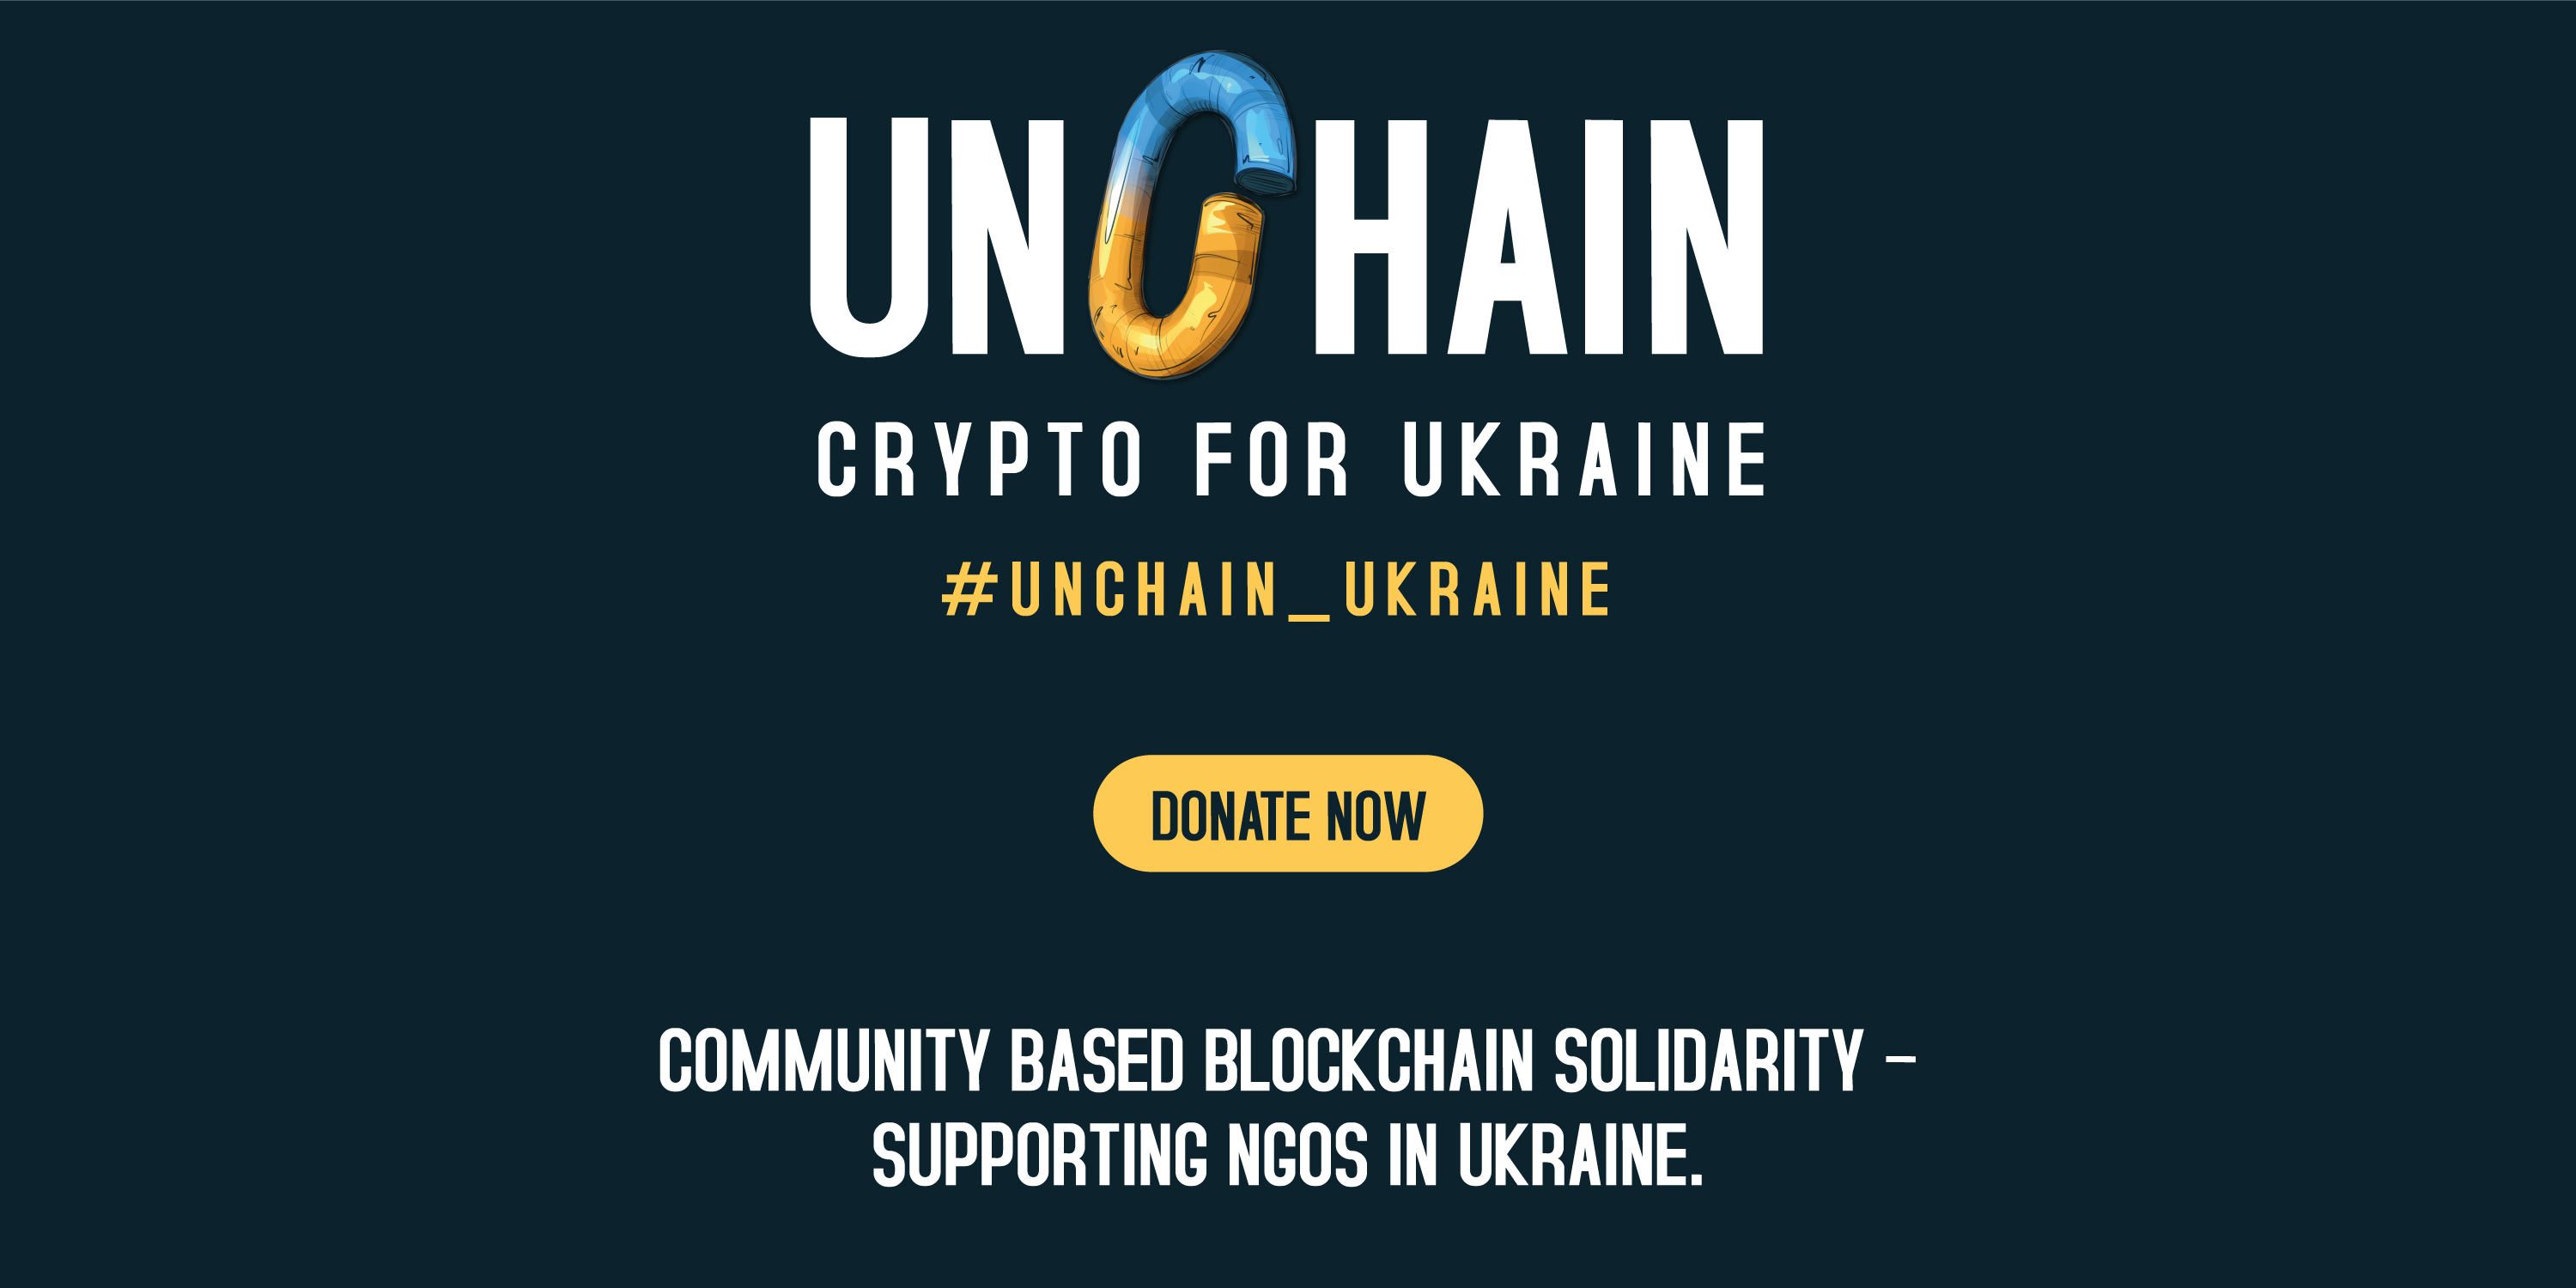 UNCHAIN
CRYPTO FOR UKRAINE
#UNCHAIN_UKRAINE
DONATE NOW
COMMUNITY BASED BLOCKCHAIN SOLIDARITY –
SUPPORTING NGOS IN UKRAINE.